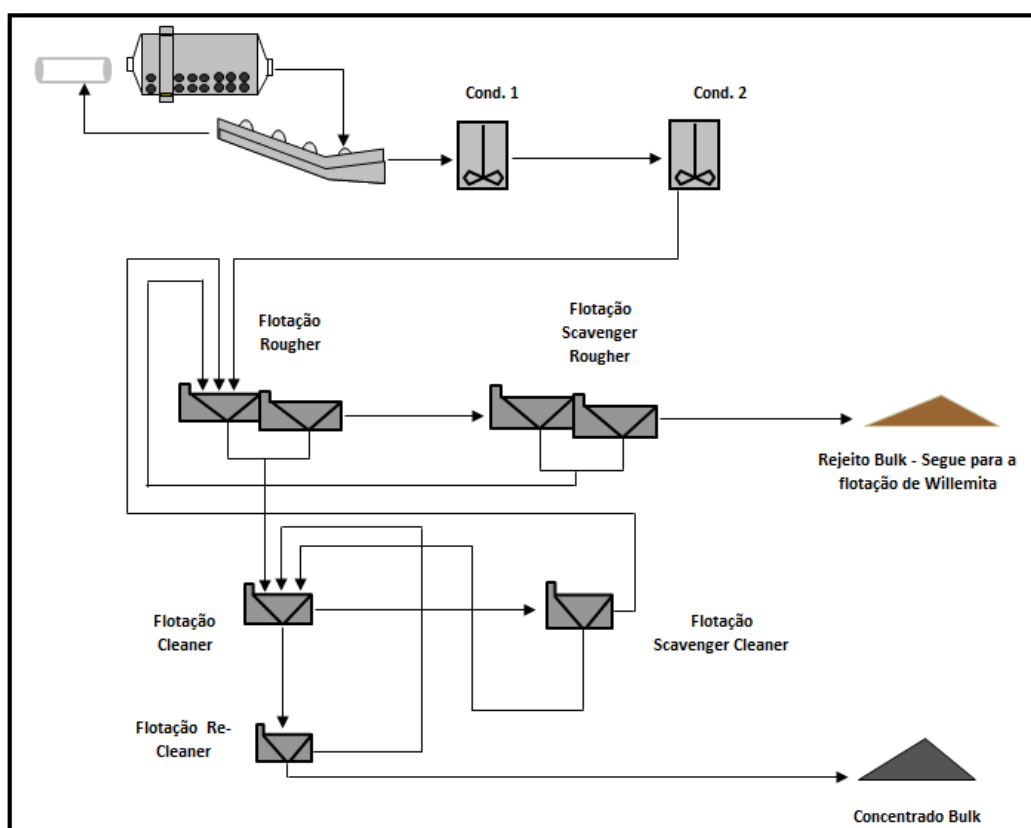 Cond. 1
Cond. 2
Flotação
Rougher
Flotação
Scavenger
Rougher
Rejeito Bulk - Segue para a
flotação de Willemita
Flotação
Cleaner
Flotação
Scavenger Cleaner
Flotação Re-
Cleaner
Concentrado Bulk